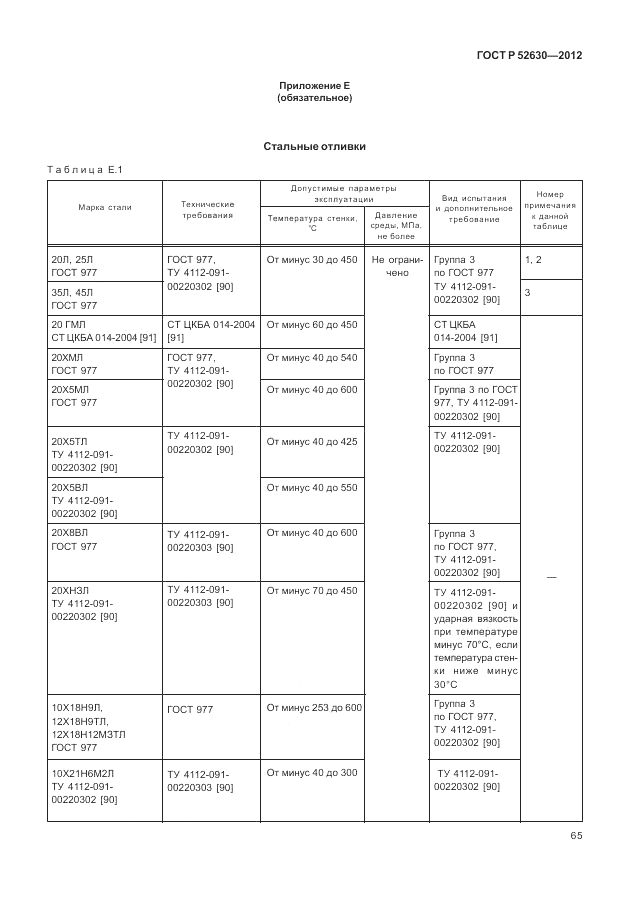 ГОСТ Р 52630—2012
Приложение Е
(обязательное)
Стальные отливки
Таблица Е.1
Марка стали
Технические
требования
Допустимые параметры
эксплуатации
Температура стенки,
°С
Давление
среды, МПа,
не более
Вид испытания
и дополнительное
требование
Номер
примечания
к данной
таблице
20Л, 25Л
ГОСТ 977
ГОСТ 977,
ТУ 4112-091-
00220302 [90]
От минус 30 до 450
Не ограни-
чено
Группа 3
по ГОСТ 977
ТУ 4112-091-
00220302 [90]
1, 2
35Л, 45Л
ГОСТ 977
3
20 ГМЛ
СТ ЦКБА 014-2004 [91]
СТ ЦКБА 014-2004
[91]
От минус 60 до 450
СТ ЦКБА
014-2004 [91]
20ХМЛ
ГОСТ 977
ГОСТ 977,
ТУ 4112-091-
00220302 [90]
От минус 40 до 540
Группа 3
по ГОСТ 977
20Х5МЛ
ГОСТ 977
От минус 40 до 600
Группа 3 по ГОСТ
977, ТУ 4112-091-
00220302 [90]
20Х5ТЛ
ТУ 4112-091-
00220302 [90]
ТУ 4112-091-
00220302 [90]
От минус 40 до 425
ТУ 4112-091-
00220302 [90]
20Х5ВЛ
ТУ 4112-091-
00220302 [90]
От минус 40 до 550
20Х8ВЛ
ГОСТ 977
ТУ 4112-091-
00220303 [90]
От минус 40 до 600
Группа 3
по ГОСТ 977,
ТУ 4112-091-
00220302 [90]
—
20ХН3Л
ТУ 4112-091-
00220302 [90]
ТУ 4112-091-
00220303 [90]
От минус 70 до 450
ТУ 4112-091-
00220302 [90] и
ударная вязкость
при температуре
минус 70°С, если
температура стен-
ки ниже минус
30°С
10Х18Н9Л,
12Х18Н9ТЛ,
12Х18Н12М3ТЛ
ГОСТ 977
ГОСТ 977
От минус 253 до 600
Группа 3
по ГОСТ 977,
ТУ 4112-091-
00220302 [90]
10Х21Н6М2Л
ТУ 4112-091-
00220302 [90]
ТУ 4112-091-
00220303 [90]
От минус 40 до 300
ТУ 4112-091-
00220302 [90]
65